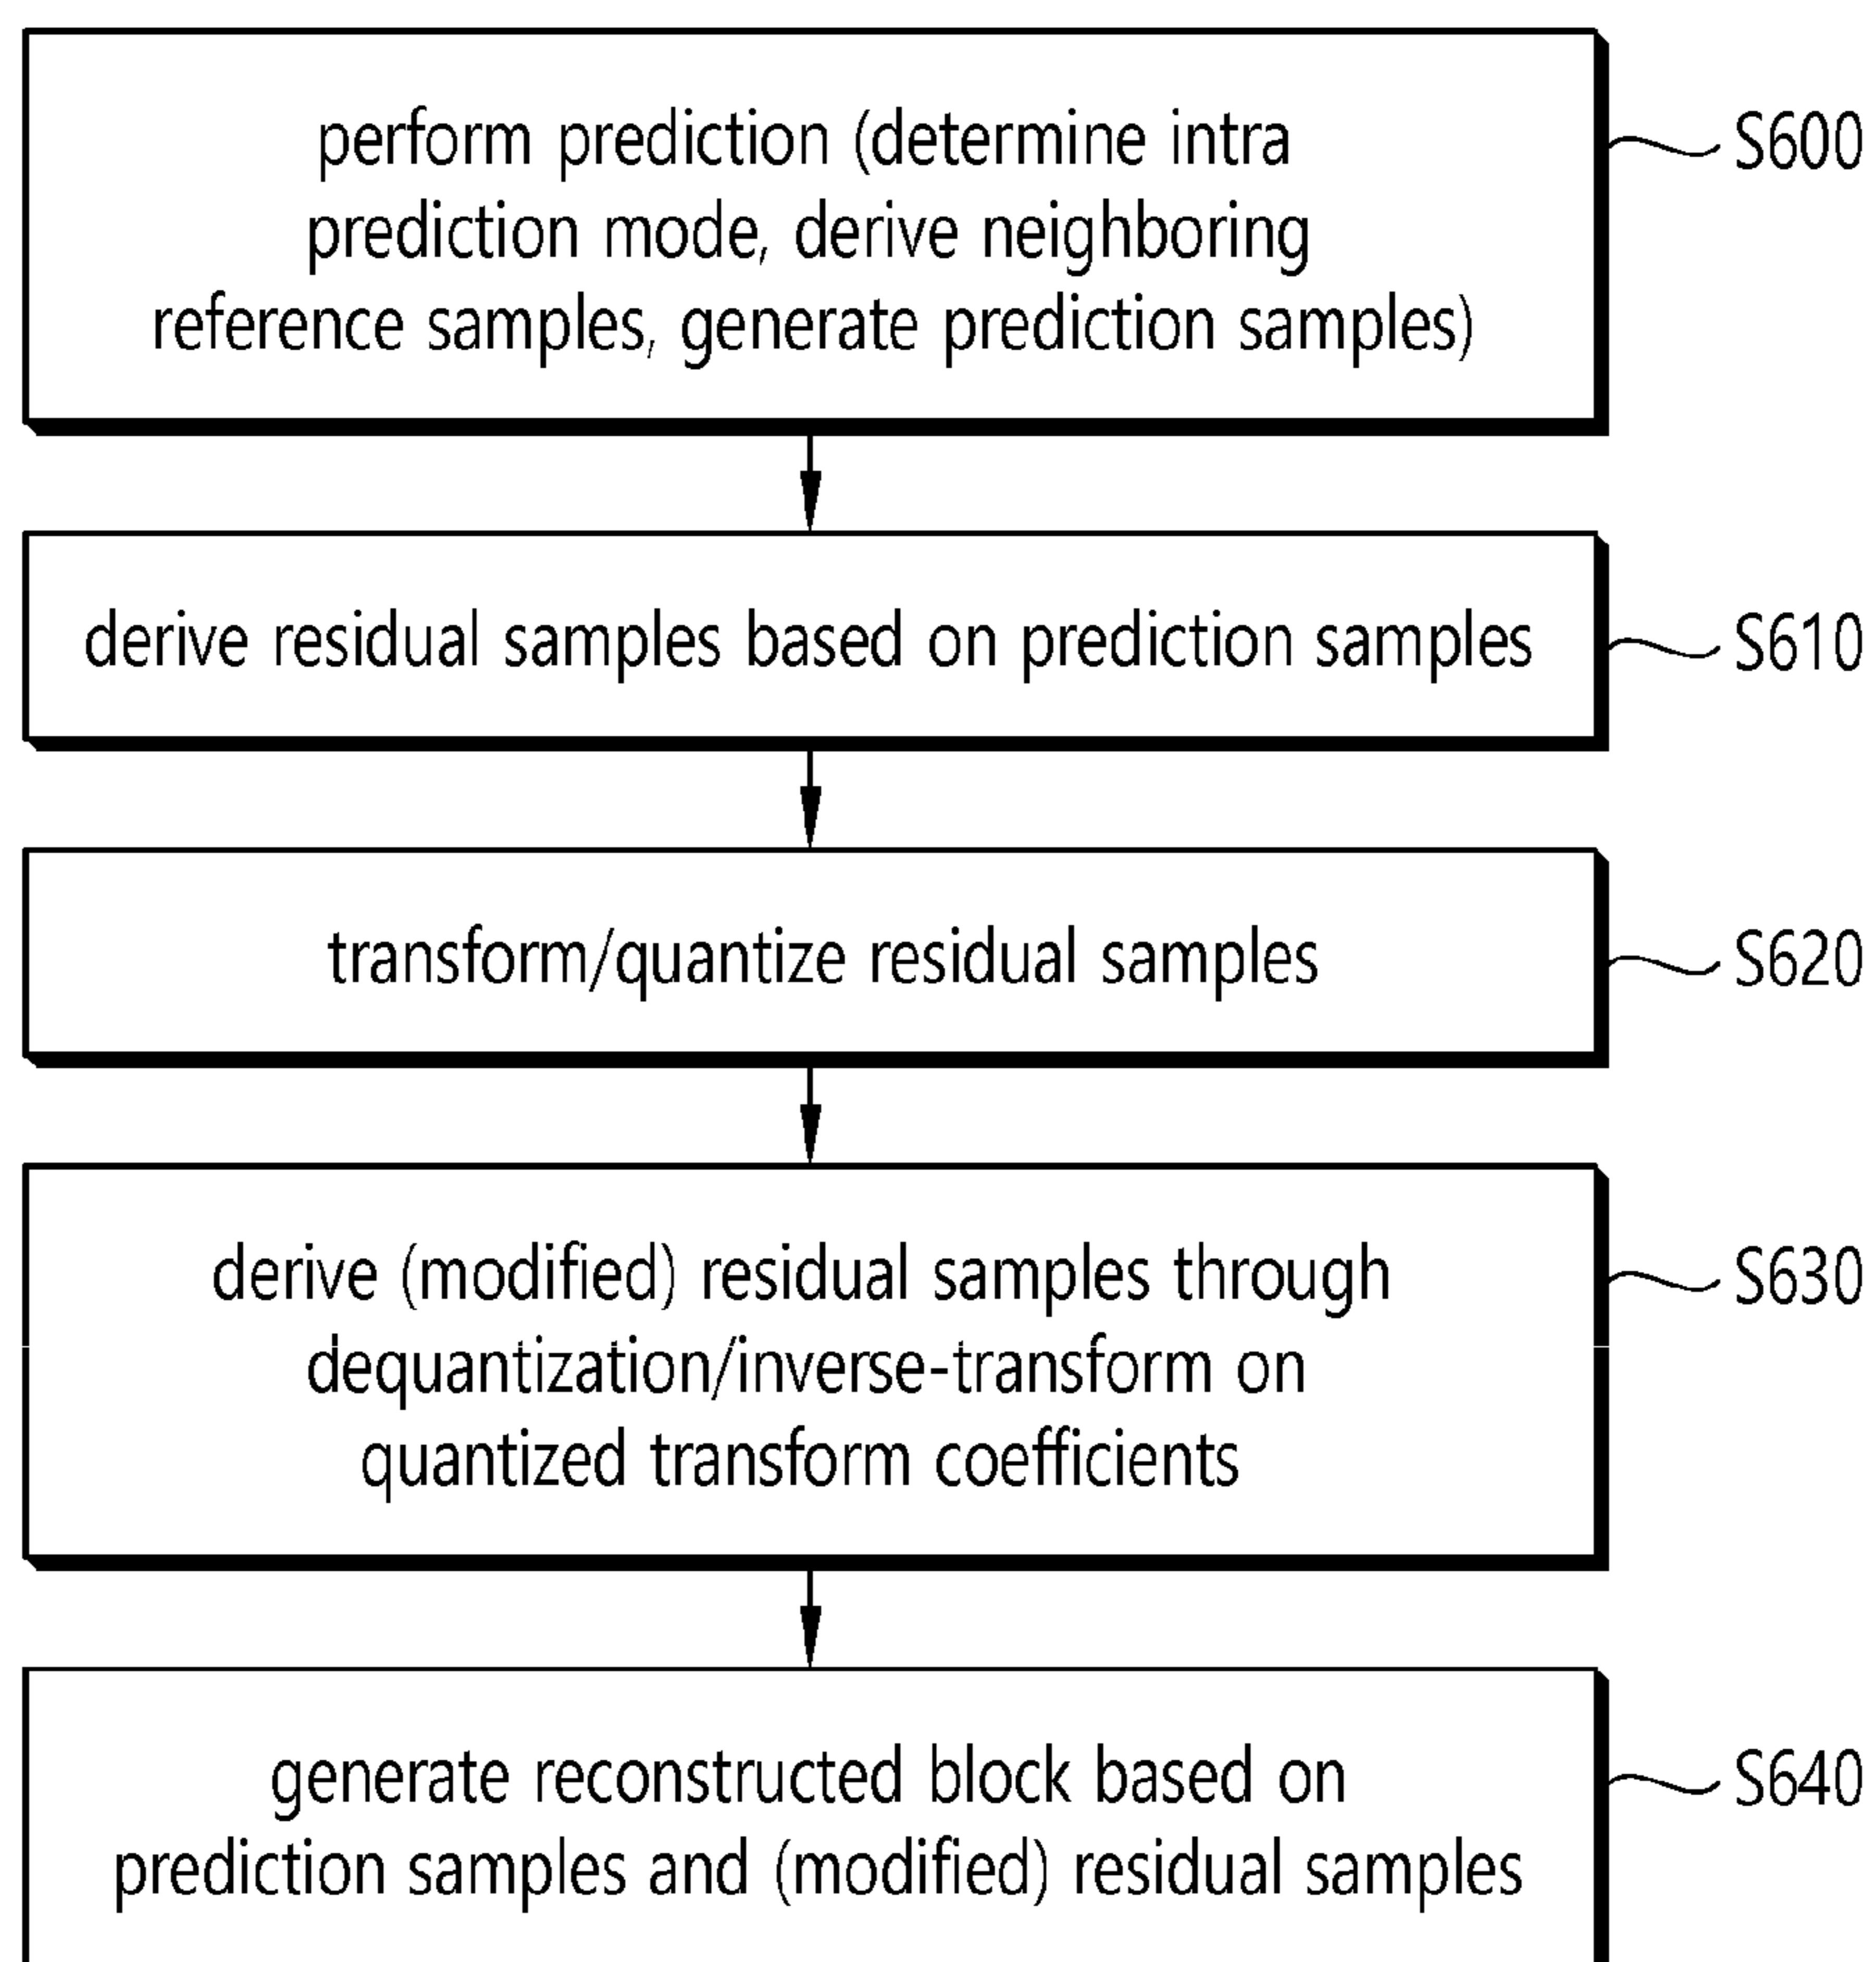 perform prediction (determine intra
prediction mode, derive neighboring
reference samples, generate prediction samples)
S600
derive residual samples based on prediction samples
S610
transform/quantize residual samples
S620
derive (modified) residual samples through
dequantization/inverse-transform on
quantized transform coefficients
S630
generate reconstructed block based on
prediction samples and (modified) residual samples
S640